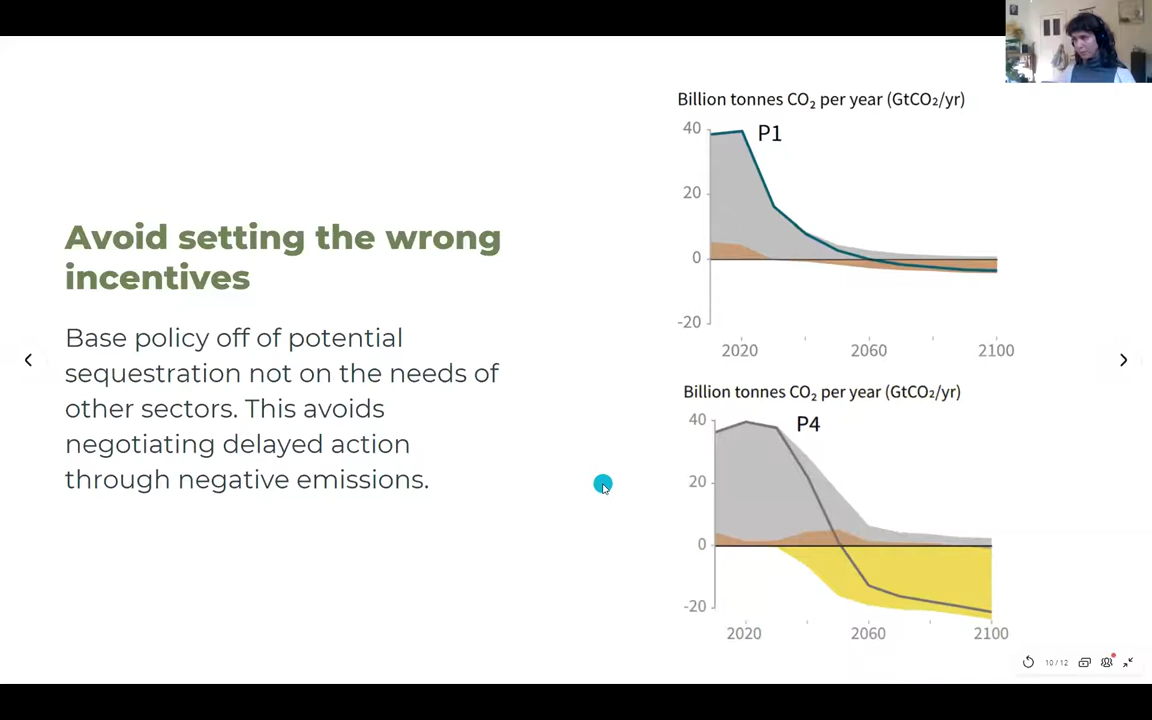 Avoid setting the wrong
incentives
Base policy off of potential
sequestration not on the needs of
other sectors. This avoids
negotiating delayed action
through negative emissions.
Billion tonnes CO₂ per year (GtCO₂/yr)
P1
40
20
0
-20
2020 2060 2100
Billion tonnes CO₂ per year (GtCO₂/yr)
P4
40
20
0
-20
2020 2060 2100
10 / 12